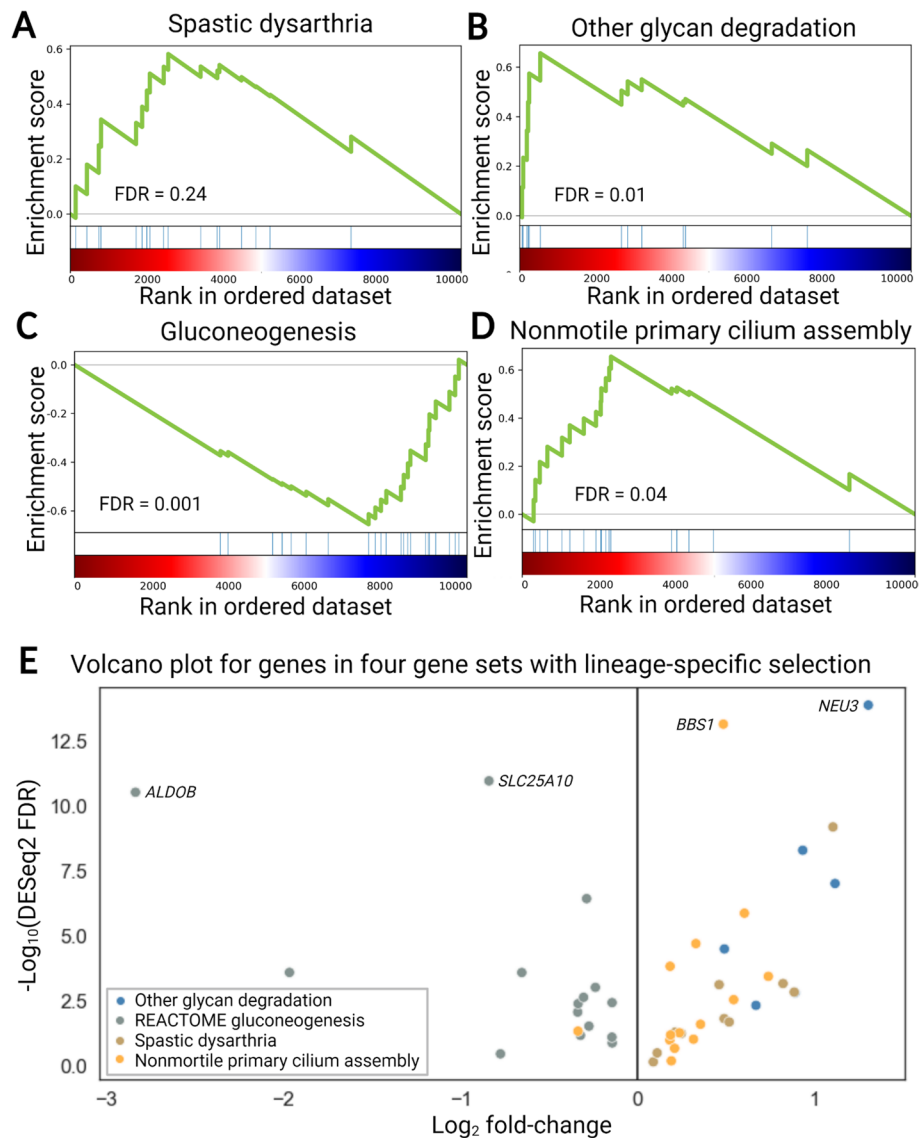 A
Spastic dysarthria
Enrichment score
0.6
0.4
0.2
0.0
FDR = 0.24
0 2000 4000 6000 8000 10000
Rank in ordered dataset
B
Other glycan degradation
Enrichment score
0.6
0.4
0.2
0.0
FDR = 0.01
0 2000 4000 6000 8000 10000
Rank in ordered dataset
C
Gluconeogenesis
Enrichment score
0.0
-0.2
-0.4
-0.6
FDR = 0.001
0 2000 4000 6000 8000 10000
Rank in ordered dataset
D
Nonmotile primary cilium assembly
Enrichment score
0.6
0.4
0.2
0.0
FDR = 0.04
0 2000 4000 6000 8000 10000
Rank in ordered dataset
E
Volcano plot for genes in four gene sets with lineage-specific selection
-Log₁₀(DESeq2 FDR)
12.5
10.0
7.5
5.0
2.5
0.0
NEU3
BBS1
SLC25A10
ALDOB
Other glycan degradation
REACTOME gluconeogenesis
Spastic dysarthria
Nonmortile primary cilium assembly
−3 −2 −1 0 1
Log₂ fold-change